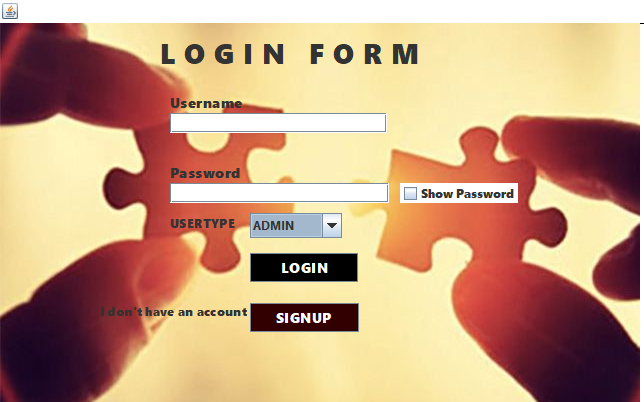 LOGIN FORM
Username
Password
Show Password
USERTYPE ADMIN
LOGIN
I don't have an account SIGNUP